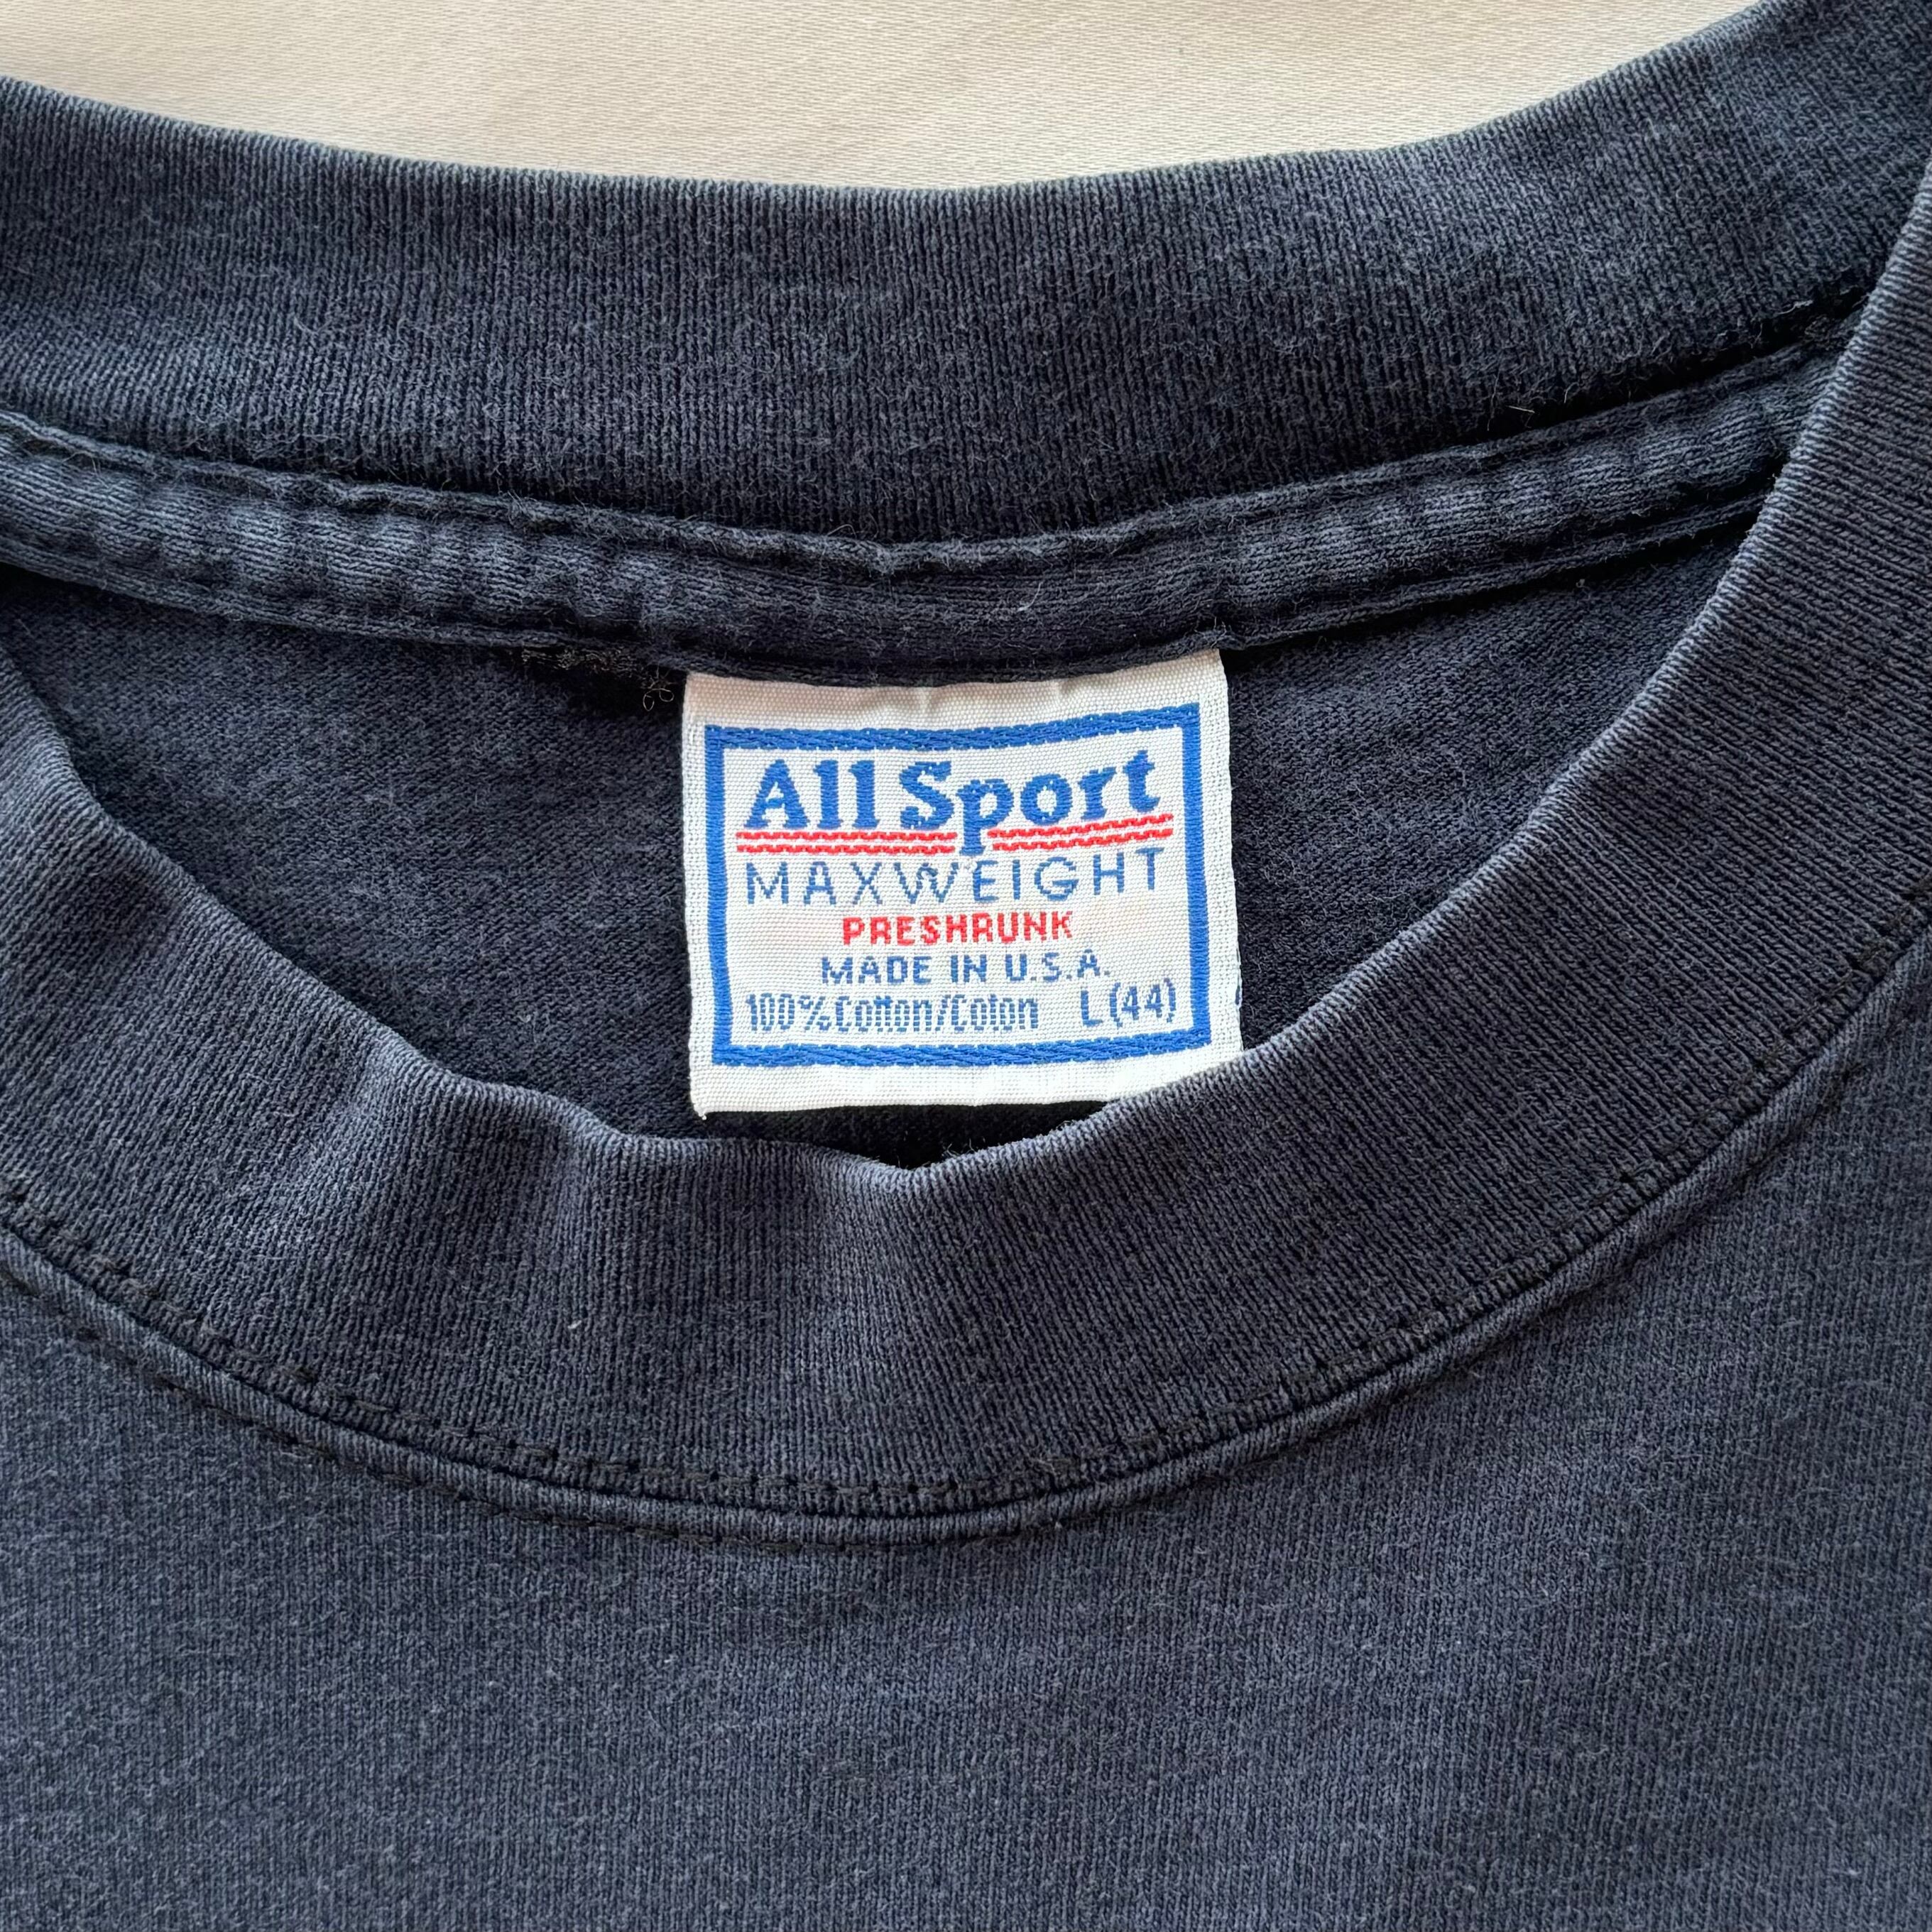 All Sport
MAXWEIGHT
PRESHRUNK
MADE IN U.S.A.
100% Cotton/Coton L (44)